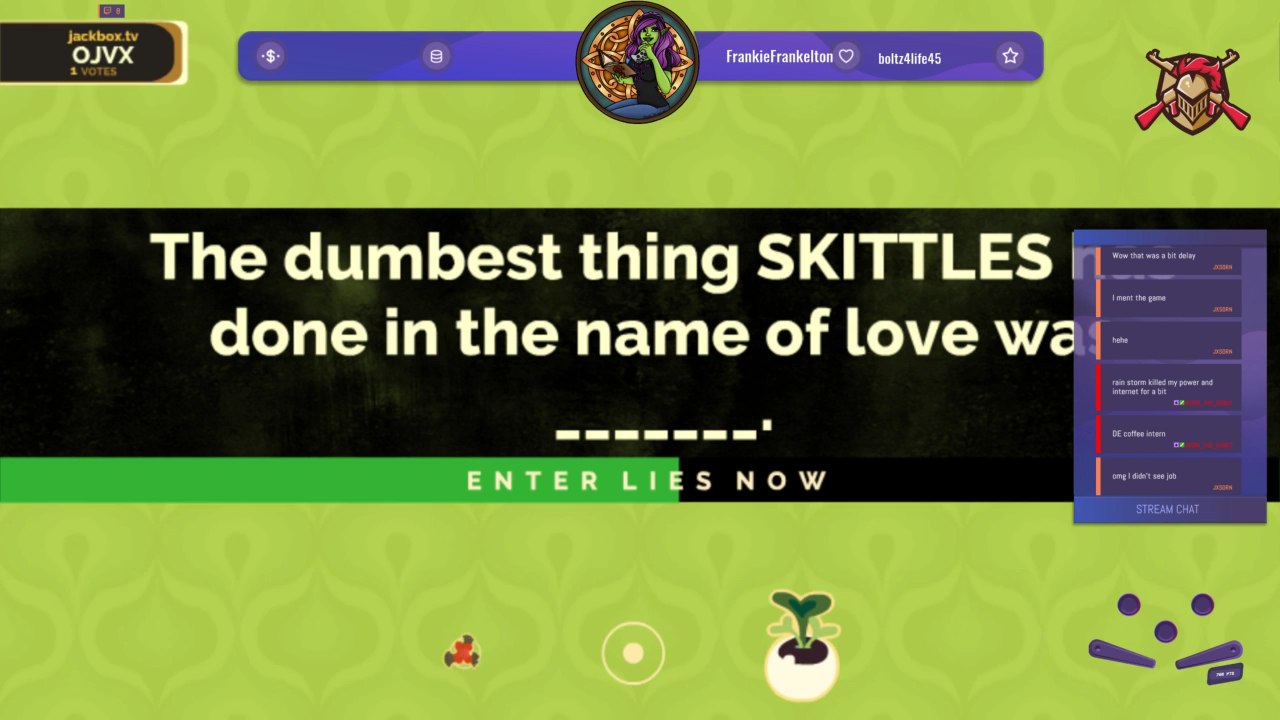 jackbox.tv
OJVX
1 VOTES
FrankieFrankelton
boltz4life45
The dumbest thing SKITTLES has
done in the name of love was
_______.
ENTER LIES NOW
Wow that was a bit delay
JXSORN
I ment the game
JXSORN
hehe
JXSORN
rain storm killed my power and
internet for a bit
DE coffee intern
omg I didn't see job
JXSORN
STREAM CHAT